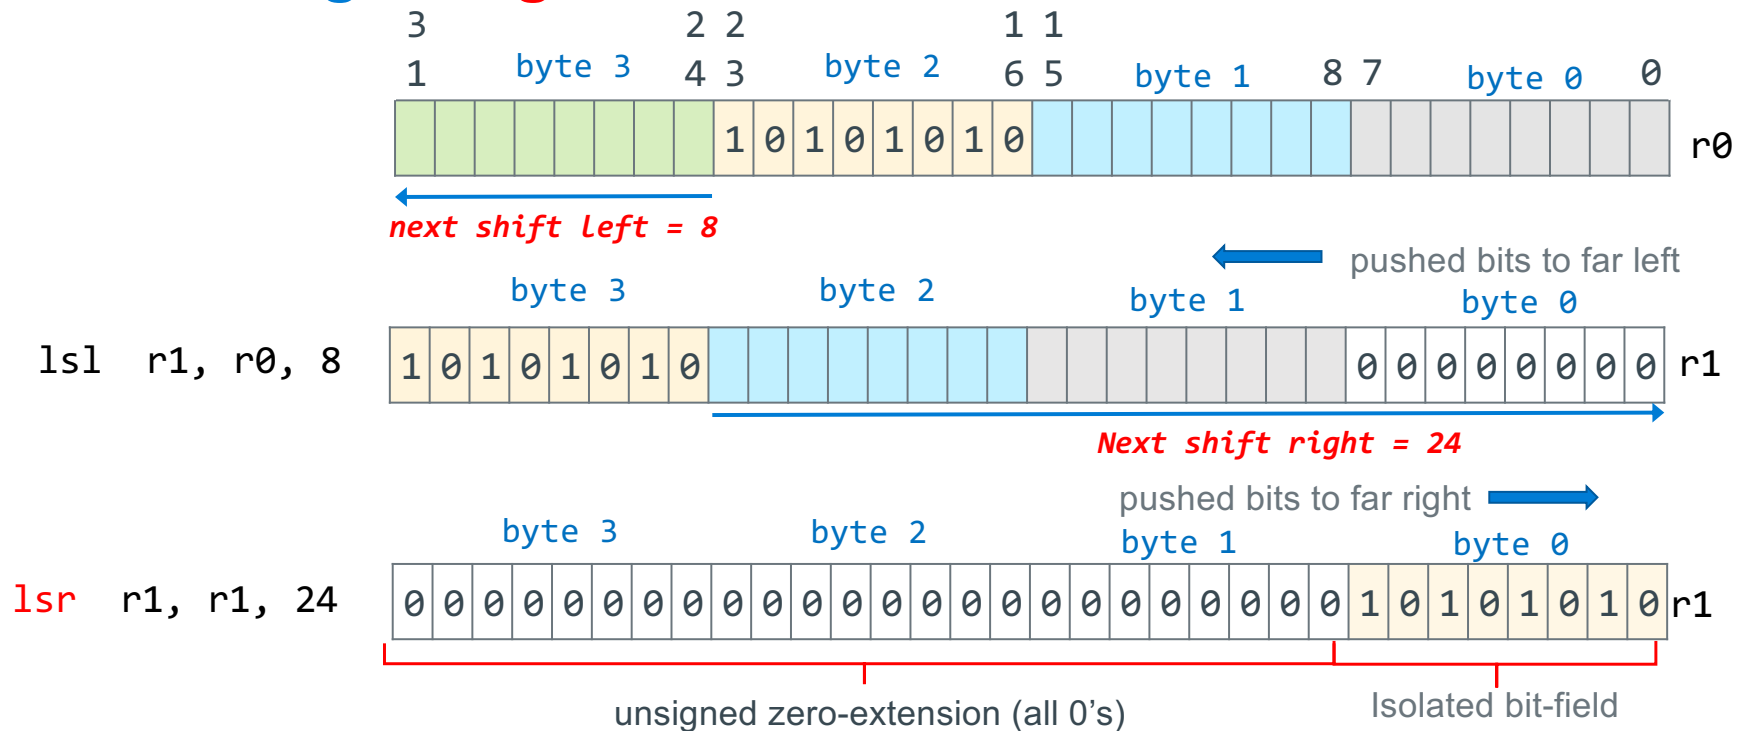 3 2 2 1 1
1 byte 3 4 3 byte 2 6 5 byte 1 8 7 byte 0 0
1 0 1 0 1 0 1 0 r0
next shift left = 8
pushed bits to far left
byte 3 byte 2 byte 1 byte 0
lsl r1, r0, 8 1 0 1 0 1 0 1 0 0 0 0 0 0 0 0 0 r1
Next shift right = 24
pushed bits to far right
byte 3 byte 2 byte 1 byte 0
lsr r1, r1, 24 0 0 0 0 0 0 0 0 0 0 0 0 0 0 0 0 0 0 0 0 0 0 0 0 1 0 1 0 1 0 1 0 r1
unsigned zero-extension (all 0's) Isolated bit-field